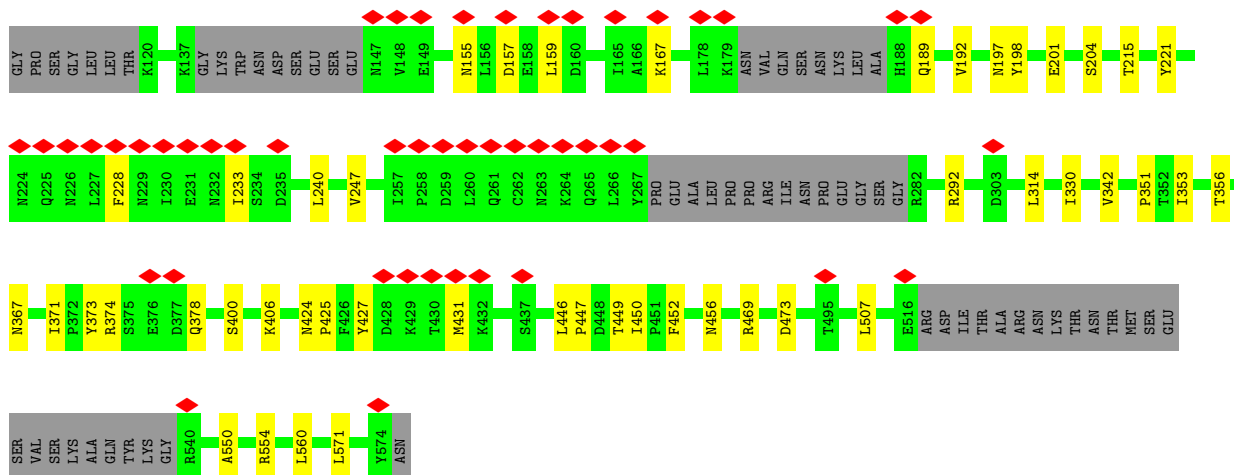 GLY PRO SER GLY LEU LEU THR K120 K137 GLY LYS TRP ASN ASP SER GLU SER GLU N147 V148 E149 N155 L156 D157 E158 L159 D160 I165 A166 K167 L178 K179 ASN VAL GLN SER ASN LYS LEU ALA H188 Q189 V192 N197 Y198 E201 S204 T215 Y221
N224 Q225 N226 L227 F228 N229 I230 E231 N232 I233 S234 D235 L240 V247 I257 P258 D259 L260 Q261 C262 N263 K264 Q265 L266 Y267 PRO GLU ALA LEU PRO PRO ARG ILE ASN PRO GLU GLY SER GLY R282 R292 D303 L314 I330 V342 P351 T352 I353 T356
N367 I371 P372 Y373 R374 S375 E376 D377 Q378 S400 K406 N424 P425 F426 Y427 D428 K429 T430 M431 K432 S437 L446 P447 D448 T449 I450 P451 F452 N456 R469 D473 T495 L507 E516 ARG ASP ILE THR ALA ARG ASN LYS THR ASN THR MET SER GLU
SER VAL SER LYS ALA GLN TYR LYS GLY R540 A550 R554 L560 L571 Y574 ASN